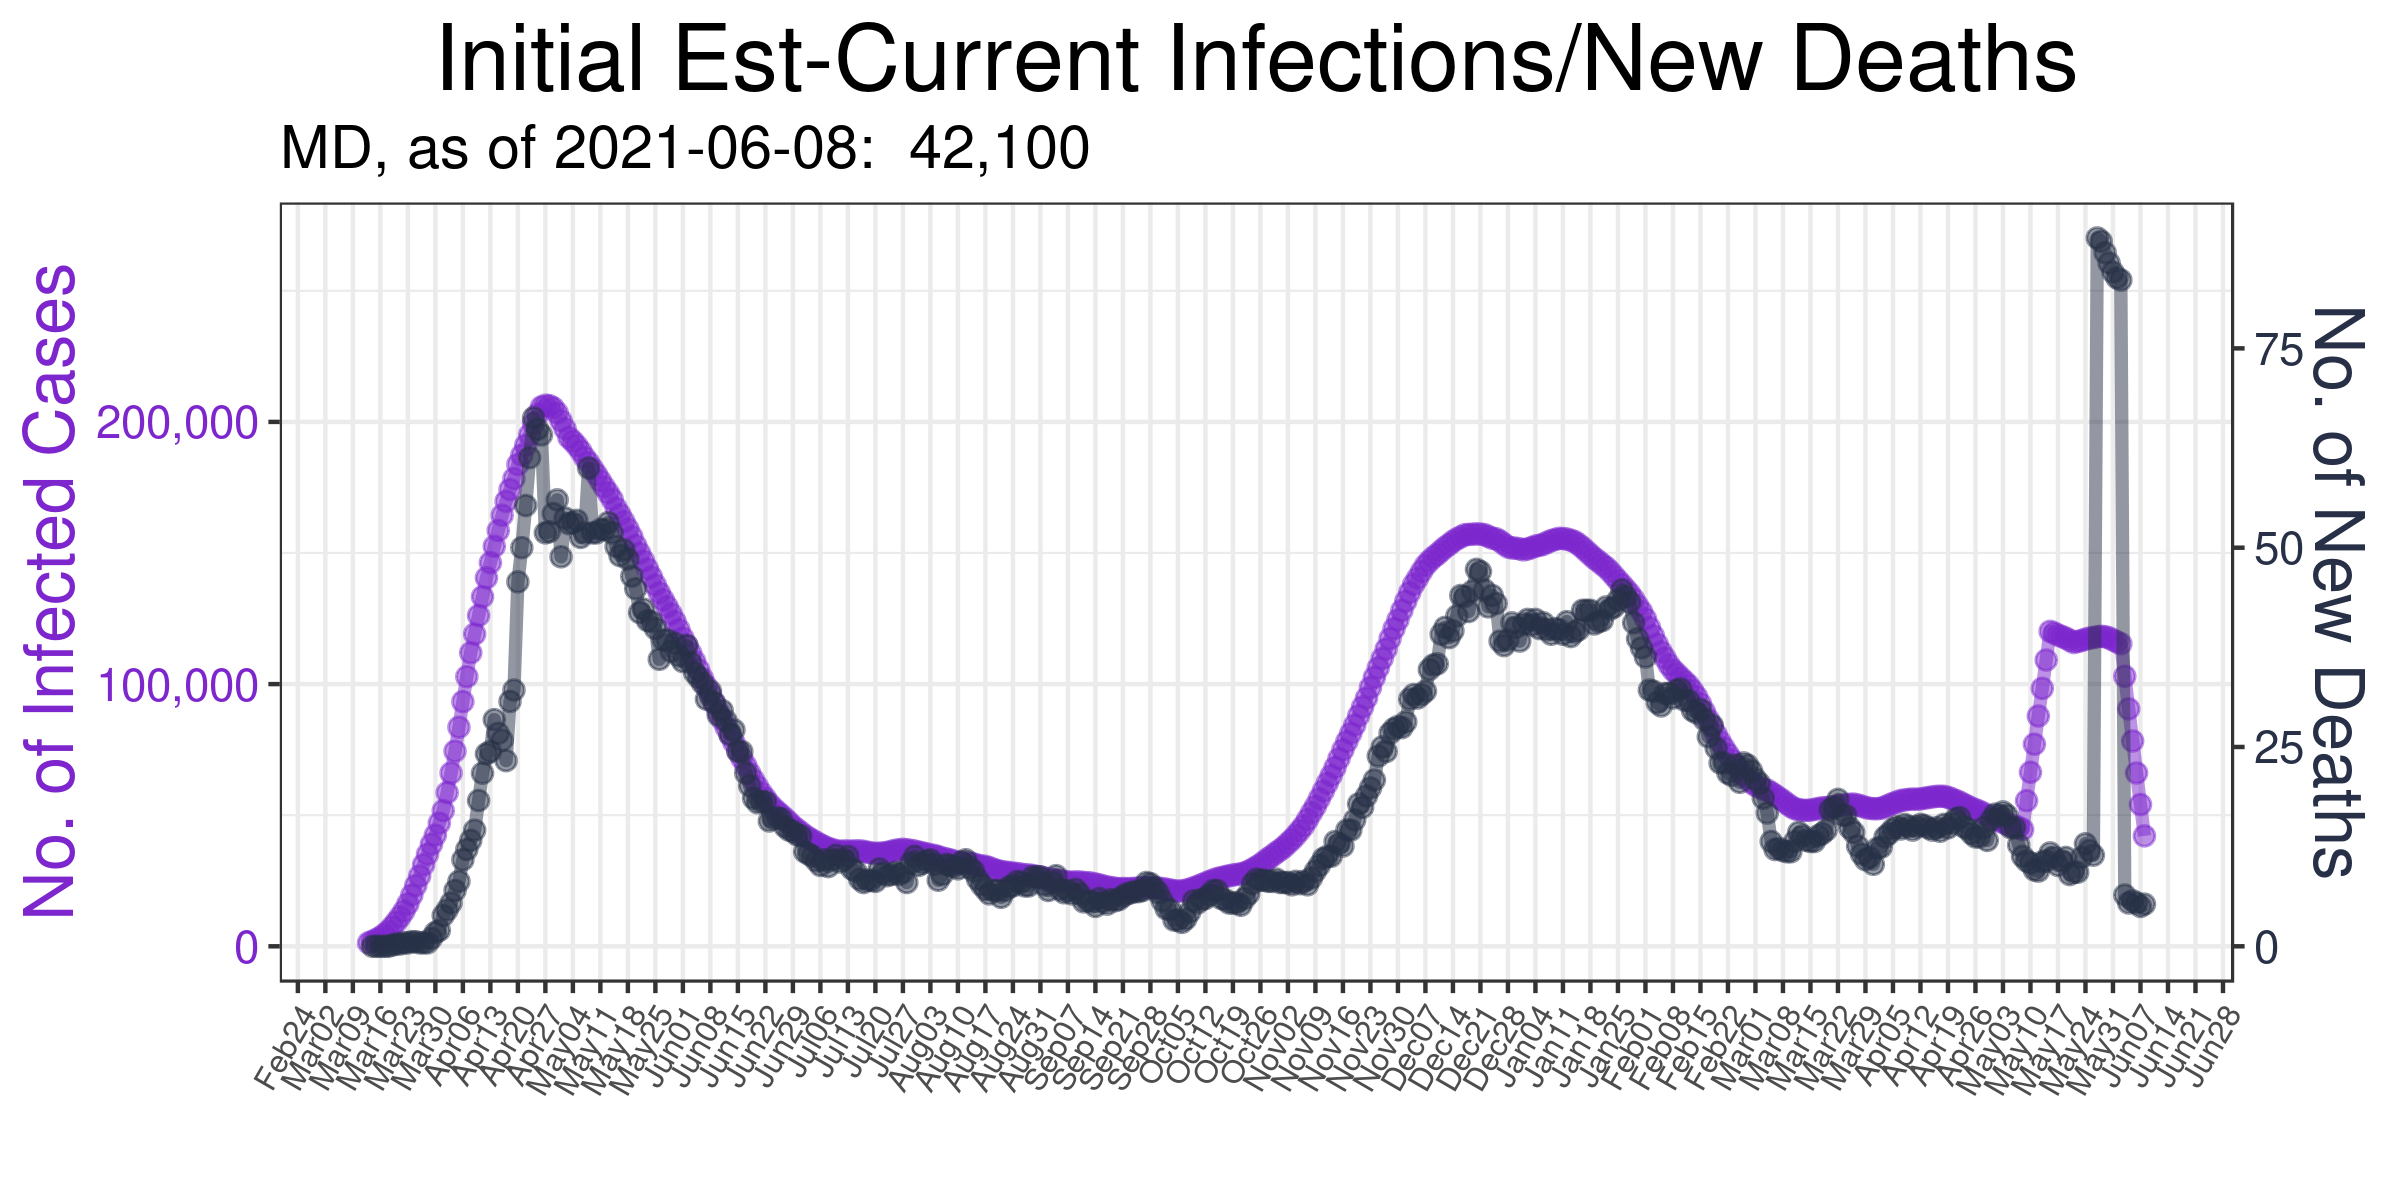 Initial Est-Current Infections/New Deaths
MD, as of 2021-06-08:  42,100
No. of Infected Cases
200,000
100,000
0
No. of New Deaths
75
50
25
0
Feb24
Mar02
Mar09
Mar16
Mar23
Mar30
Apr06
Apr13
Apr20
Apr27
May04
May11
May18
May25
Jun01
Jun08
Jun15
Jun22
Jun29
Jul06
Jul13
Jul20
Jul27
Aug03
Aug10
Aug17
Aug24
Aug31
Sep07
Sep14
Sep21
Sep28
Oct05
Oct12
Oct19
Oct26
Nov02
Nov09
Nov16
Nov23
Nov30
Dec07
Dec14
Dec21
Dec28
Jan04
Jan11
Jan18
Jan25
Feb01
Feb08
Feb15
Feb22
Mar01
Mar08
Mar15
Mar22
Mar29
Apr05
Apr12
Apr19
Apr26
May03
May10
May17
May24
May31
Jun07
Jun14
Jun21
Jun28